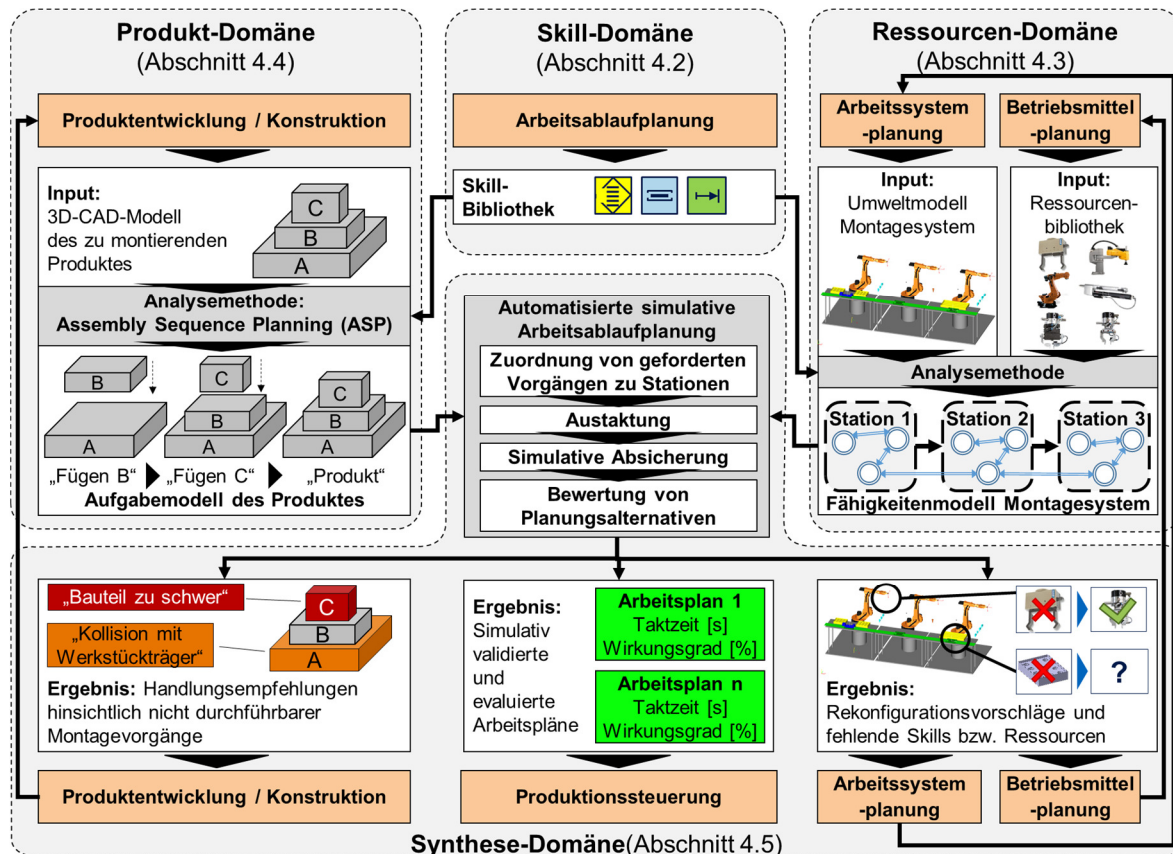 Produkt-Domäne
(Abschnitt 4.4)
Produktentwicklung / Konstruktion
Input:
3D-CAD-Modell
des zu montierenden
Produktes
C
B
A
Analysemethode:
Assembly Sequence Planning (ASP)
B
A
C
B
A
C
B
A
„Fügen B“
„Fügen C“
„Produkt“
Aufgabemodell des Produktes
Skill-Domäne
(Abschnitt 4.2)
Arbeitsablaufplanung
Skill-
Bibliothek
Automatisierte simulative
Arbeitsablaufplanung
Zuordnung von geforderten
Vorgängen zu Stationen
Austaktung
Simulative Absicherung
Bewertung von
Planungsalternativen
Ressourcen-Domäne
(Abschnitt 4.3)
Arbeitssystem
-planung
Betriebsmittel
-planung
Input:
Umweltmodell
Montagesystem
Input:
Ressourcen-
bibliothek
Analysemethode
Station 1
Station 2
Station 3
Fähigkeitenmodell Montagesystem
„Bauteil zu schwer“
„Kollision mit
Werkstückträger“
C
B
A
Ergebnis: Handlungsempfehlungen
hinsichtlich nicht durchführbarer
Montagevorgänge
Produktentwicklung / Konstruktion
Ergebnis:
Simulativ
validierte
und
evaluierte
Arbeitspläne
Arbeitsplan 1
Taktzeit [s]
Wirkungsgrad [%]
Arbeitsplan n
Taktzeit [s]
Wirkungsgrad [%]
Produktionssteuerung
?
Ergebnis:
Rekonfigurationsvorschläge und
fehlende Skills bzw. Ressourcen
Arbeitssystem
-planung
Betriebsmittel
-planung
Synthese-Domäne(Abschnitt 4.5)